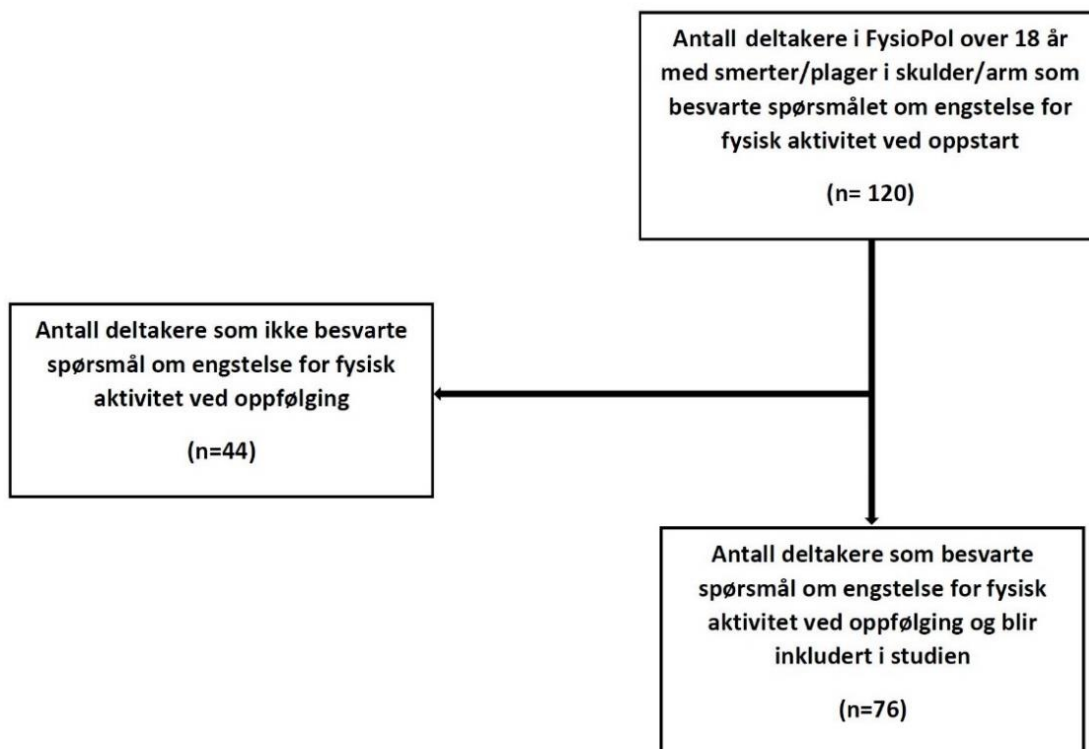 Antall deltakere i FysioPol over 18 år
med smerter/plager i skulder/arm som
besvarte spørsmålet om engstelse for
fysisk aktivitet ved oppstart
(n= 120)
Antall deltakere som ikke besvarte
spørsmål om engstelse for fysisk
aktivitet ved oppfølging
(n=44)
Antall deltakere som besvarte
spørsmål om engstelse for fysisk
aktivitet ved oppfølging og blir
inkludert i studien
(n=76)